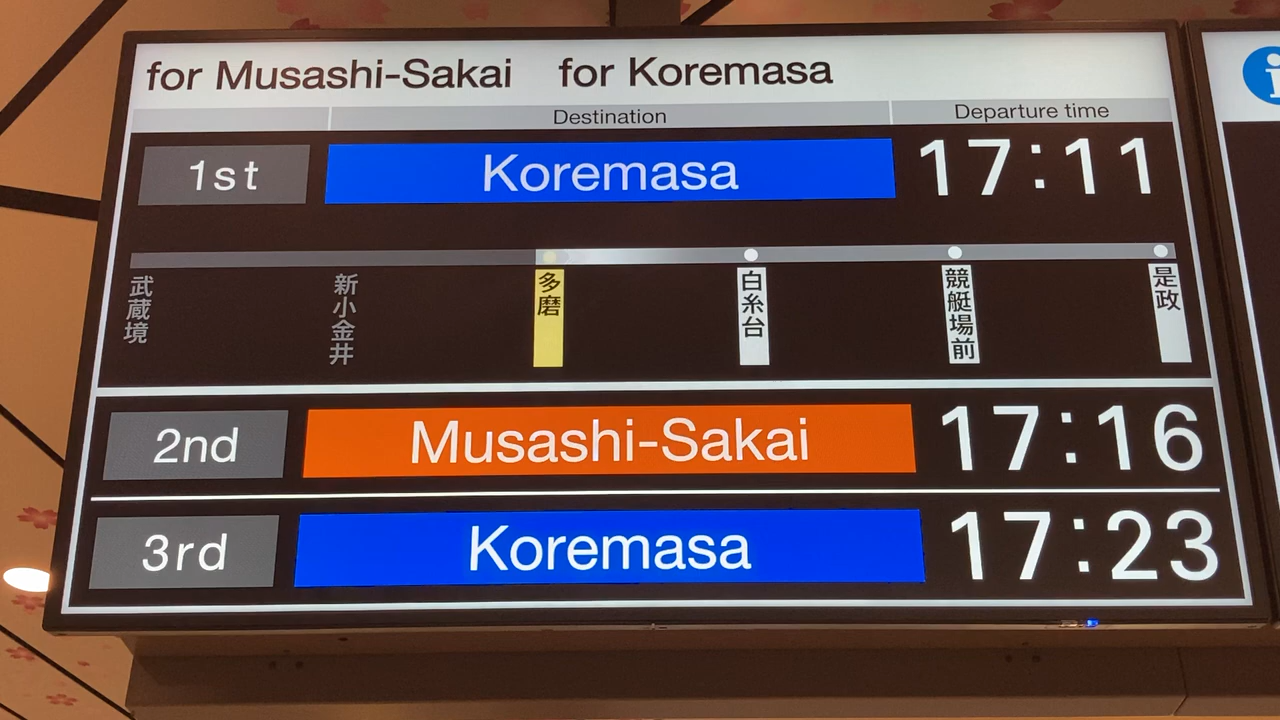 for Musashi-Sakai for Koremasa
Destination Departure time
1st Koremasa 17:11
武蔵境
新小金井
多磨
白糸台
競艇場前
是政
2nd Musashi-Sakai 17:16
3rd Koremasa 17:23